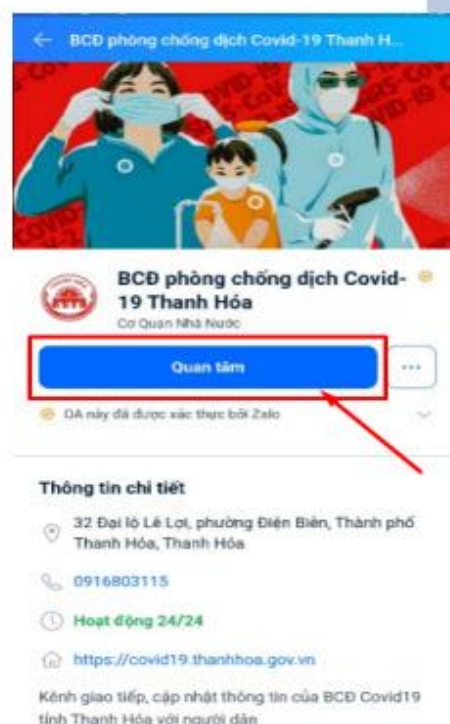 BCĐ phòng chống dịch Covid-19 Thanh H...
BCĐ phòng chống dịch Covid-
19 Thanh Hóa
Cơ Quan Nhà Nước
Quan tâm
OA này đã được xác thực bởi Zalo
Thông tin chi tiết
32 Đại lộ Lê Lợi, phường Điện Biên, Thành phố
Thanh Hóa, Thanh Hóa
0916803115
Hoạt động 24/24
https://covid19.thanhhoa.gov.vn
Kênh giao tiếp, cập nhật thông tin của BCĐ Covid19
tỉnh Thanh Hóa với người dân